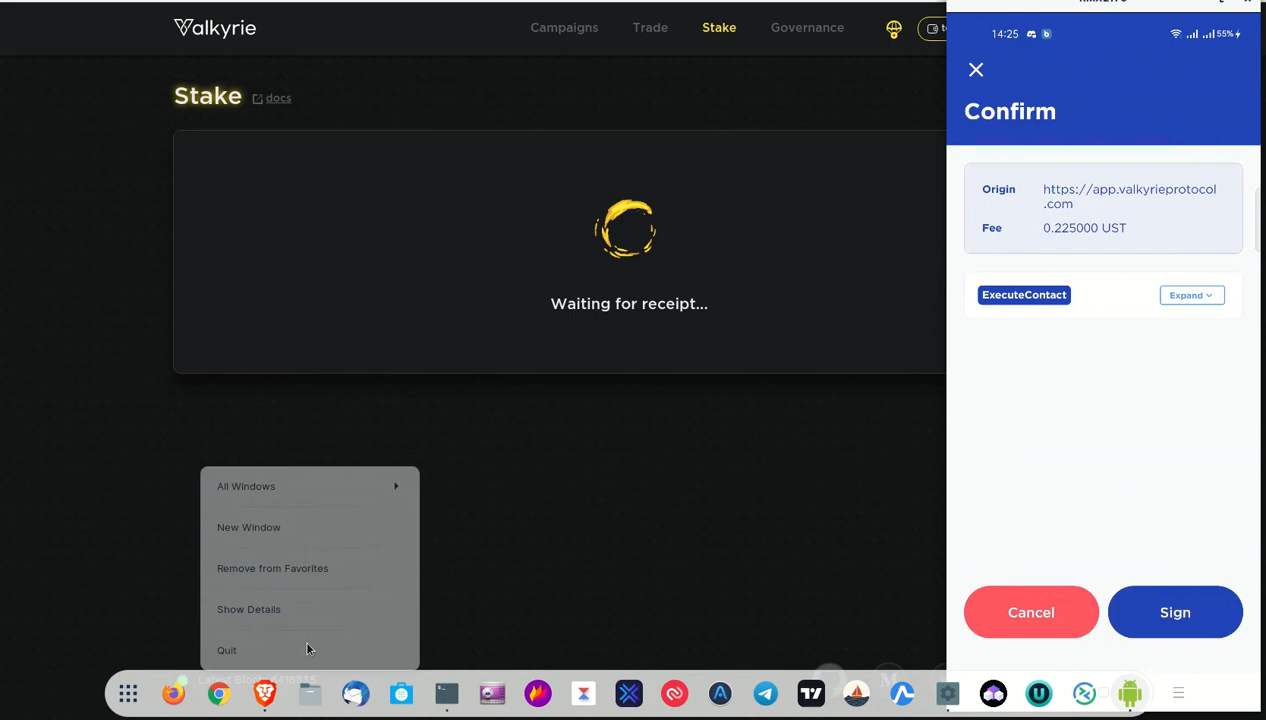 Valkyrie
Campaigns
Trade
Stake
Governance
Stake
docs
Waiting for receipt...
All Windows
New Window
Remove from Favorites
Show Details
Quit
14:25
b
55%
Confirm
Origin
https://app.valkyrieprotocol
.com
Fee
0.225000 UST
ExecuteContact
Expand
Cancel
Sign